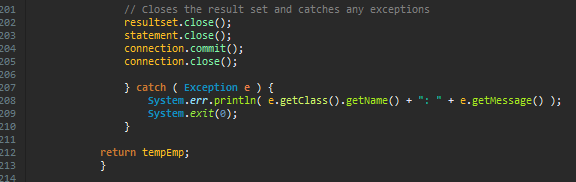 201 // Closes the result set and catches any exceptions
202 resultset.close();
203 statement.close();
204 connection.commit();
205 connection.close();
206
207 } catch ( Exception e ) {
208 System.err.println( e.getClass().getName() + ": " + e.getMessage() );
209 System.exit(0);
210 }
211
212 return tempEmp;
213 }
214